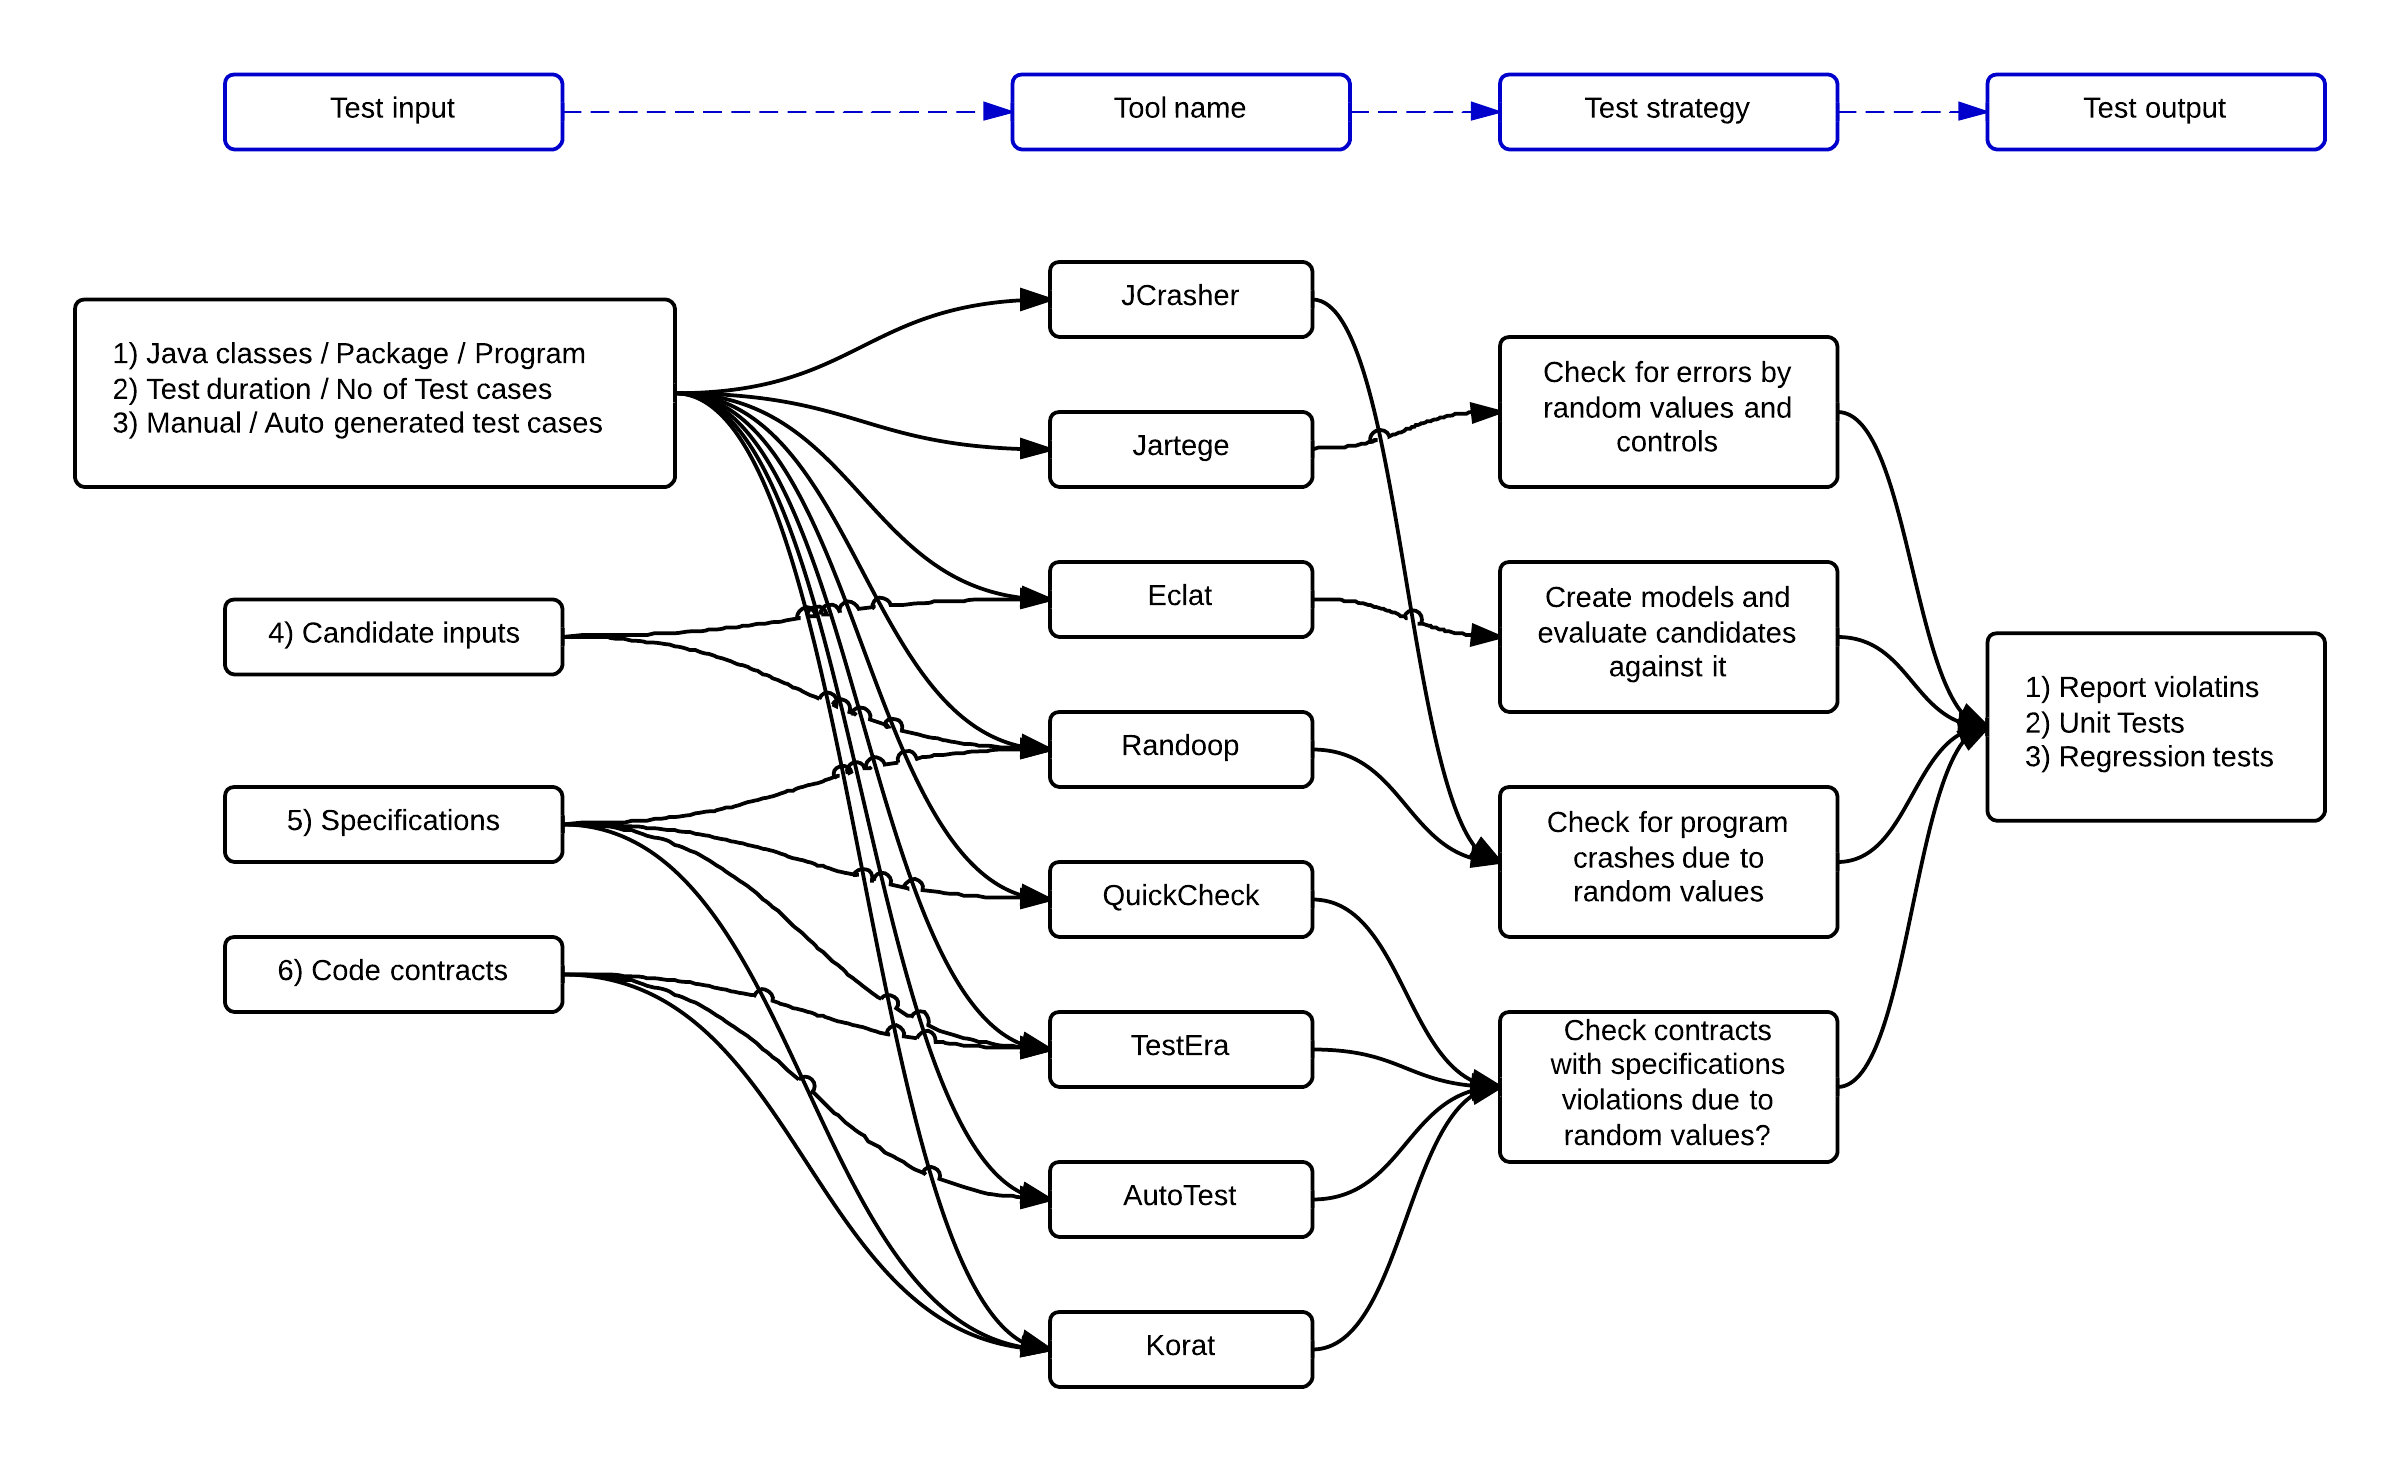 Test input
Tool name
Test strategy
Test output
1) Java classes / Package / Program
2) Test duration / No of Test cases
3) Manual / Auto generated test cases
4) Candidate inputs
5) Specifications
6) Code contracts
JCrasher
Jartege
Eclat
Randoop
QuickCheck
TestEra
AutoTest
Korat
Check for errors by
random values and
controls
Create models and
evaluate candidates
against it
Check for program
crashes due to
random values
Check contracts
with specifications
violations due to
random values?
1) Report violatins
2) Unit Tests
3) Regression tests